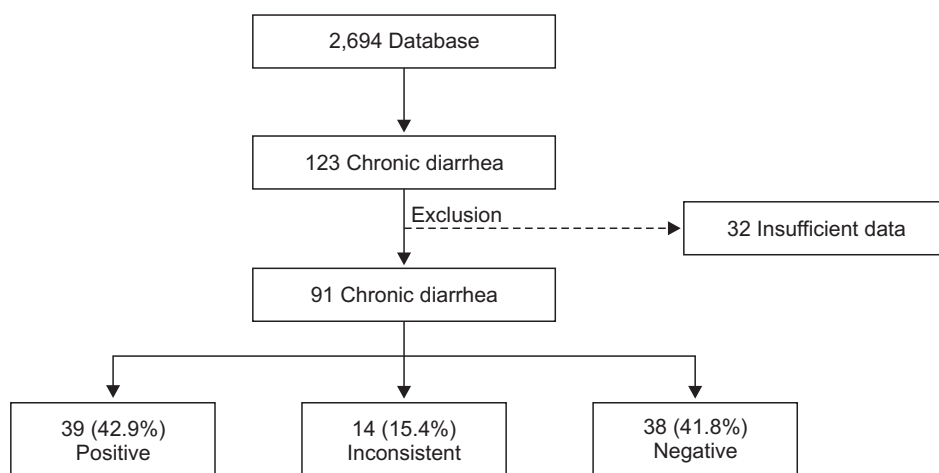 2,694 Database
123 Chronic diarrhea
Exclusion
32 Insufficient data
91 Chronic diarrhea
39 (42.9%)
Positive
14 (15.4%)
Inconsistent
38 (41.8%)
Negative